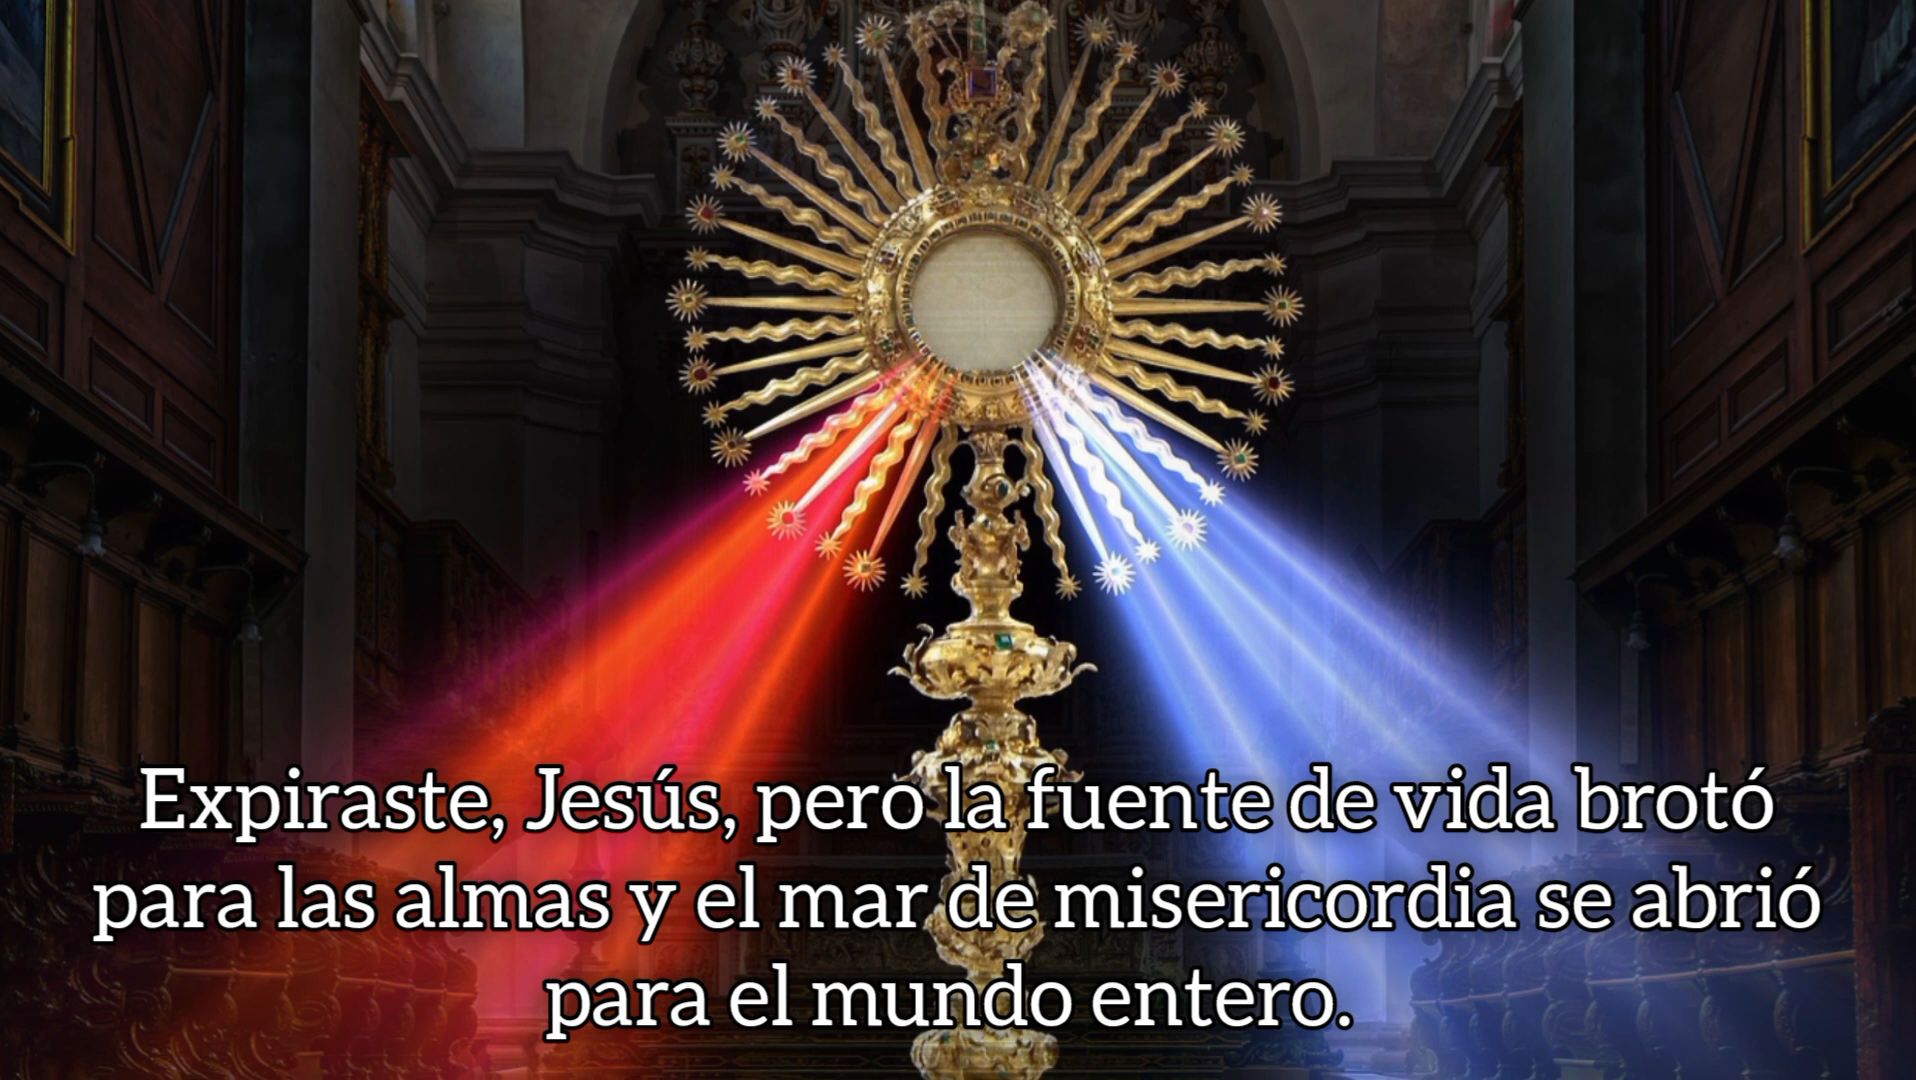 Expiraste, Jesús, pero la fuente de vida brotó
para las almas y el mar de misericordia se abrió
para el mundo entero.